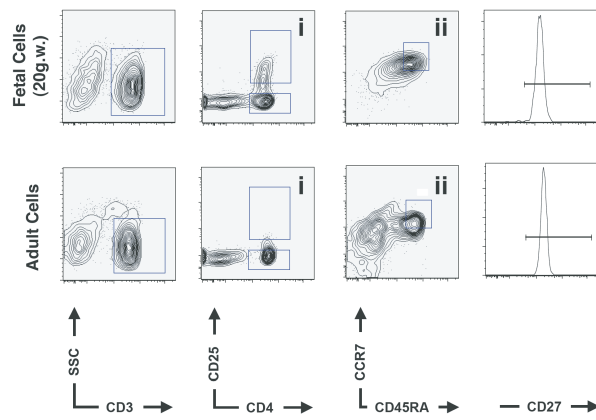 Fetal Cells
(20g.w.)
i
ii
Adult Cells
i
ii
SSC
CD3
CD25
CD4
CCR7
CD45RA
CD27